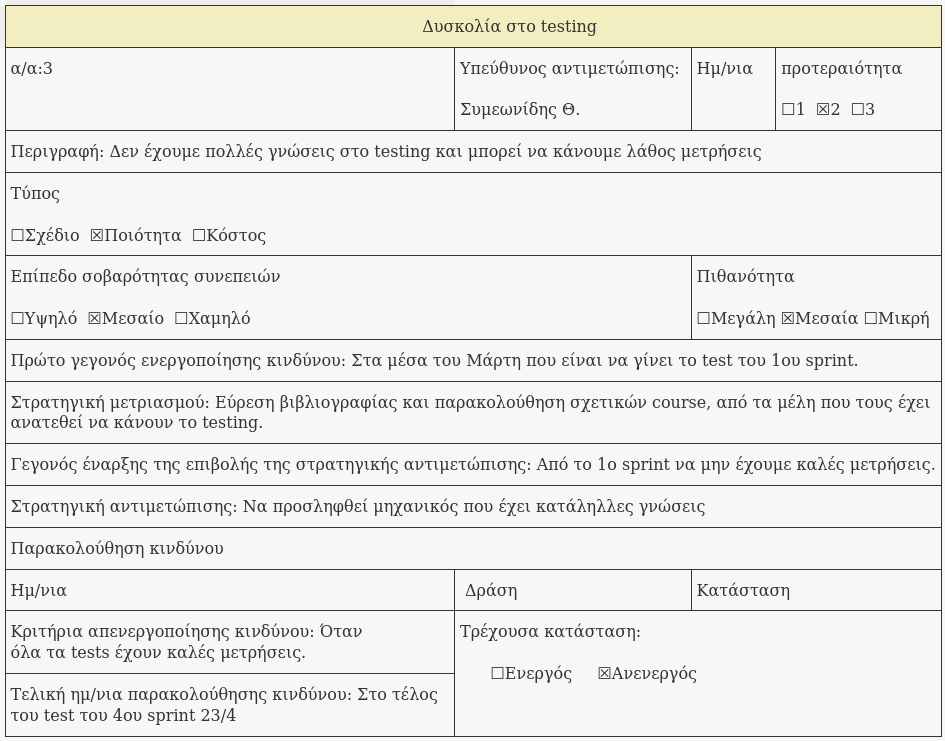 Δυσκολία στο testing
α/α:3
Υπεύθυνος αντιμετώπισης:
Συμεωνίδης Θ.
Ημ/νια
προτεραιότητα
☐1 ☒2 ☐3
Περιγραφή: Δεν έχουμε πολλές γνώσεις στο testing και μπορεί να κάνουμε λάθος μετρήσεις
Τύπος
☐Σχέδιο ☒Ποιότητα ☐Κόστος
Επίπεδο σοβαρότητας συνεπειών
☐Υψηλό ☒Μεσαίο ☐Χαμηλό
Πιθανότητα
☐Μεγάλη ☒Μεσαία ☐Μικρή
Πρώτο γεγονός ενεργοποίησης κινδύνου: Στα μέσα του Μάρτη που είναι να γίνει το test του 1ου sprint.
Στρατηγική μετριασμού: Εύρεση βιβλιογραφίας και παρακολούθηση σχετικών course, από τα μέλη που τους έχει
ανατεθεί να κάνουν το testing.
Γεγονός έναρξης της επιβολής της στρατηγικής αντιμετώπισης: Από το 1ο sprint να μην έχουμε καλές μετρήσεις.
Στρατηγική αντιμετώπισης: Να προσληφθεί μηχανικός που έχει κατάληλλες γνώσεις
Παρακολούθηση κινδύνου
Ημ/νια
Δράση
Κατάσταση
Κριτήρια απενεργοποίησης κινδύνου: Όταν
όλα τα tests έχουν καλές μετρήσεις.
Τρέχουσα κατάσταση:
☐Ενεργός ☒Ανενεργός
Τελική ημ/νια παρακολούθησης κινδύνου: Στο τέλος
του test του 4ου sprint 23/4